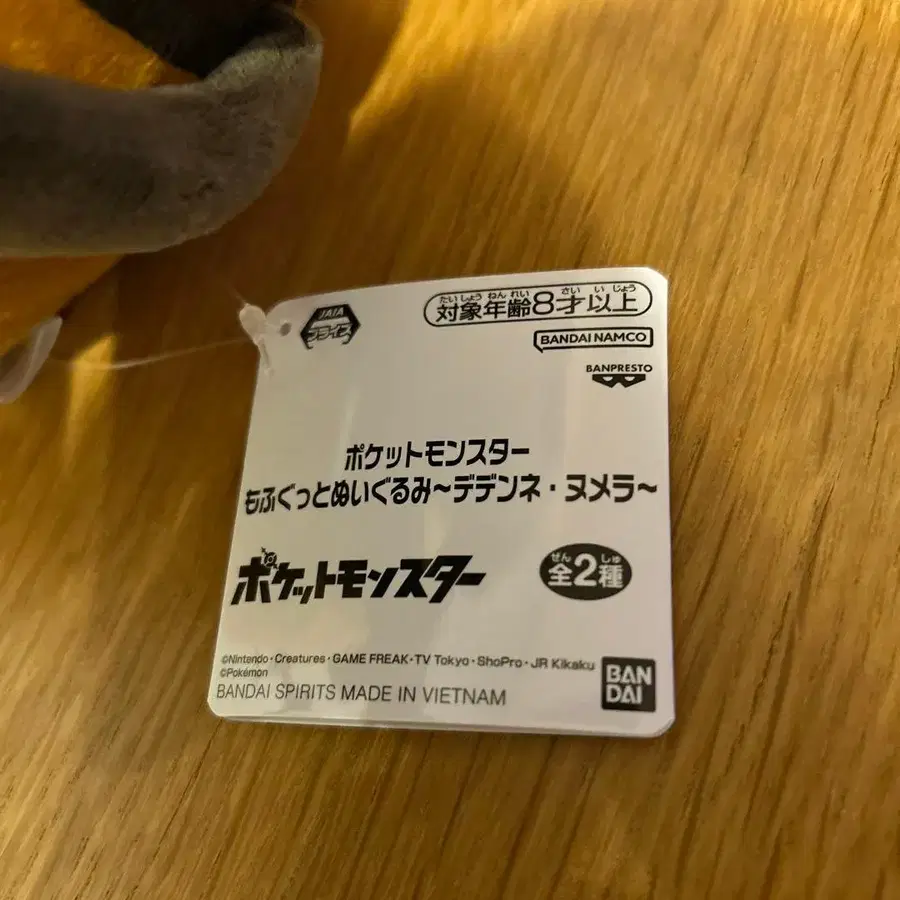 JAIA
プライズ
たいしょうねんれい さい いじょう
対象年齢8才以上
BANDAI NAMCO
BANPRESTO
ポケットモンスター
もふぐっとぬいぐるみ~デデンネ・ヌメラ~
ポケットモンスター
ぜん しゅ
全2種
©Nintendo・Creatures・GAME FREAK・TV Tokyo・ShoPro・JR Kikaku
©Pokémon
BANDAI SPIRITS MADE IN VIETNAM
BAN
DAI